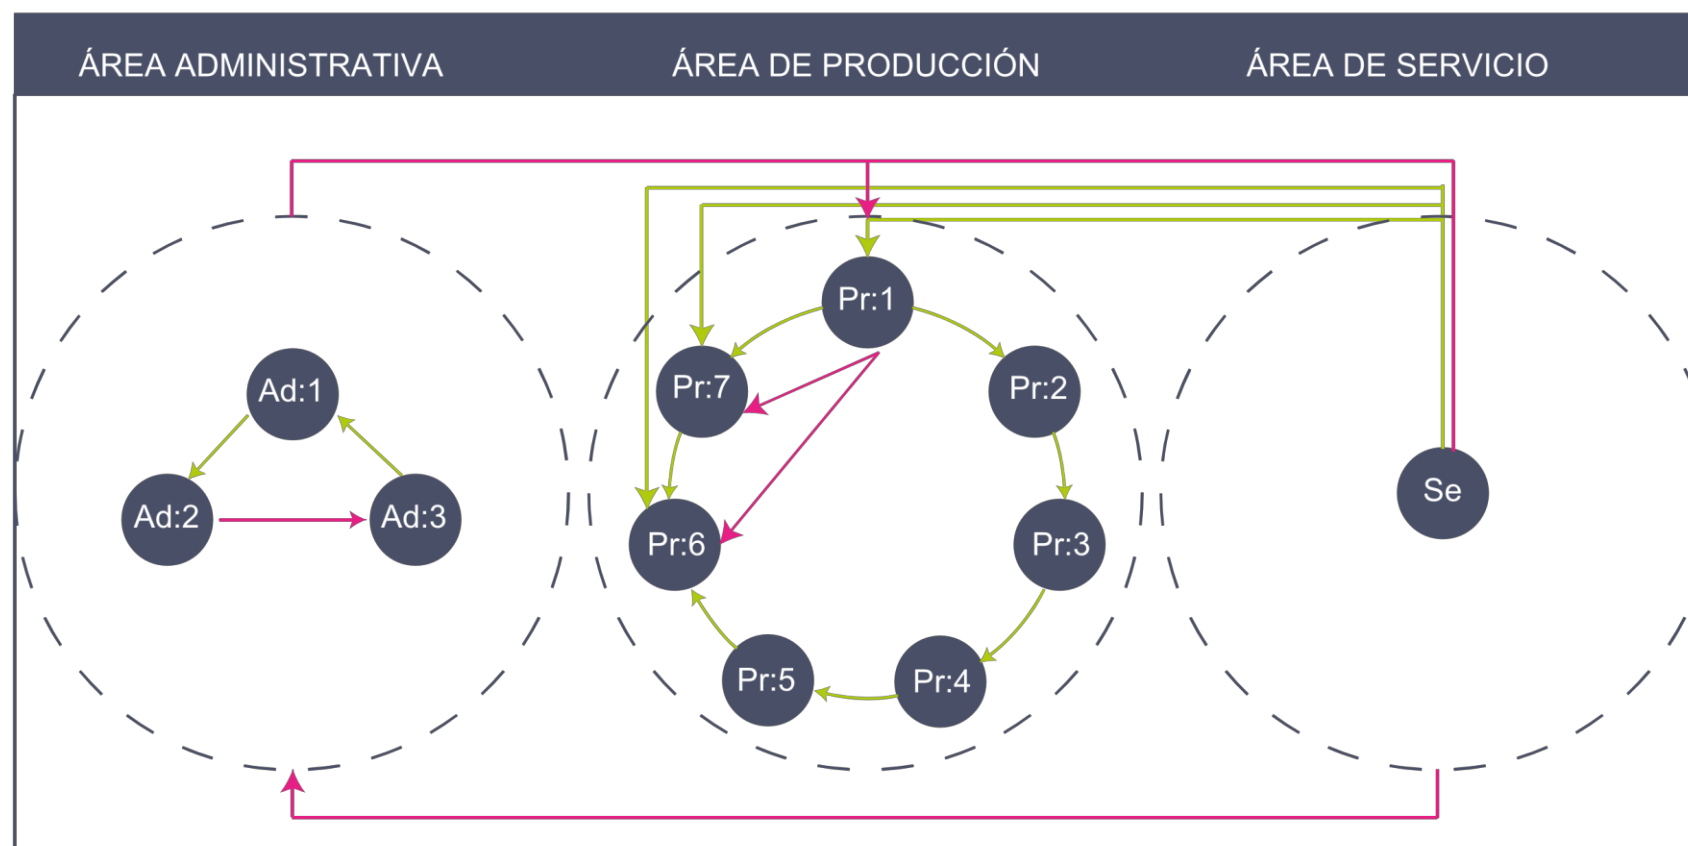 ÁREA ADMINISTRATIVA
ÁREA DE PRODUCCIÓN
ÁREA DE SERVICIO
Pr:1
Ad:1
Pr:7
Pr:2
Ad:2
Ad:3
Se
Pr:6
Pr:3
Pr:5
Pr:4